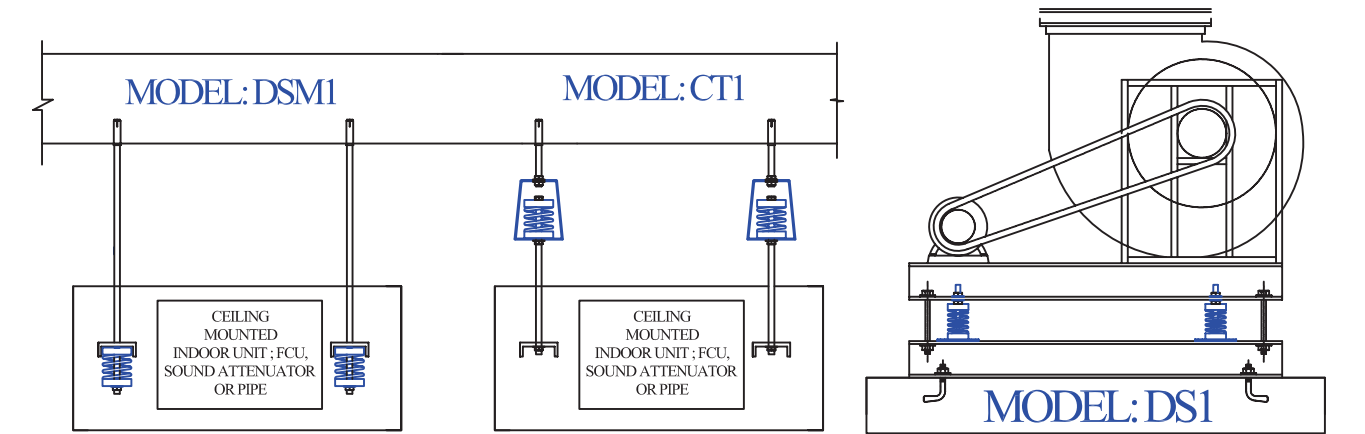 MODEL: DSM1
MODEL: CT1
CEILING
MOUNTED
INDOOR UNIT ; FCU,
SOUND ATTENUATOR
OR PIPE
CEILING
MOUNTED
INDOOR UNIT ; FCU,
SOUND ATTENUATOR
OR PIPE
MODEL: DS1